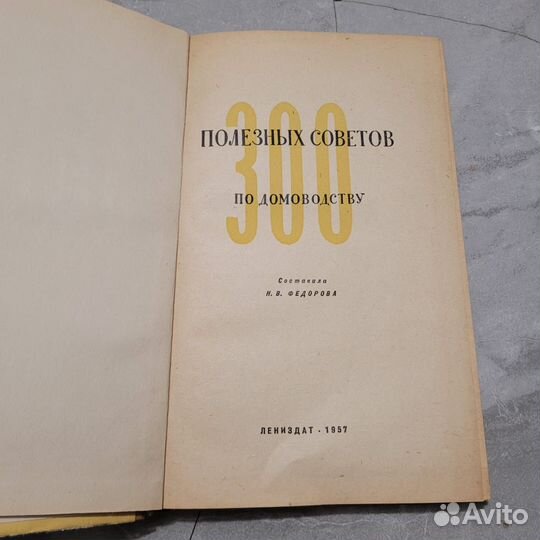 300
ПОЛЕЗНЫХ СОВЕТОВ
ПО ДОМОВОДСТВУ
Составила
Н. В. ФЕДОРОВА
ЛЕНИЗДАТ · 1957
Avito